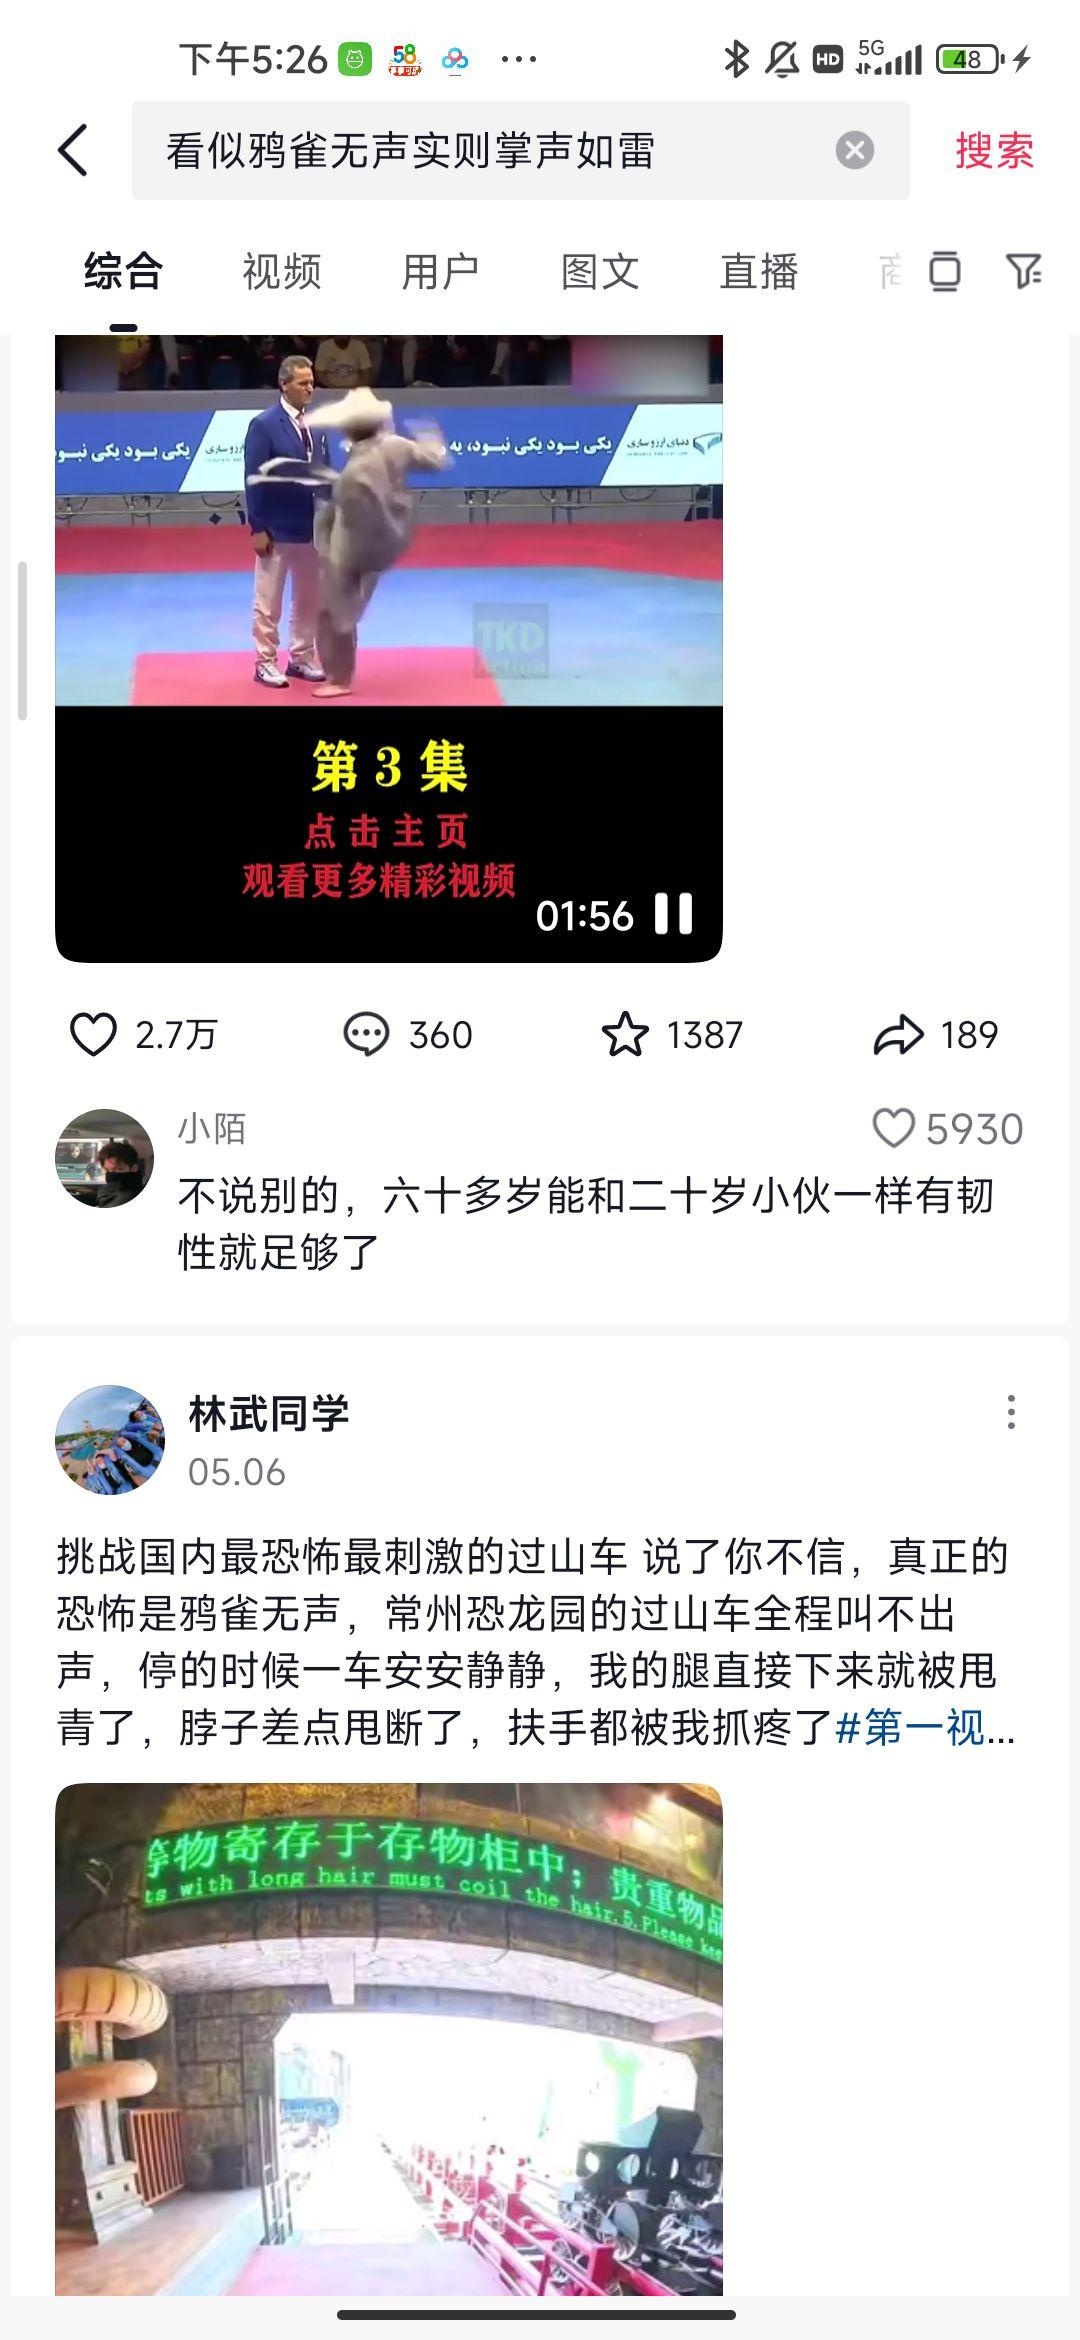 下午5:26
58
HD
5G
48
看似鸦雀无声实则掌声如雷
搜索
综合
视频
用户
图文
直播
یکی بود یکی نبود، یه
یکی بود یکی نبو
دنیای ارزوسازی
TKD
Action
第 3 集
点击主页
观看更多精彩视频
01:56
2.7万
360
1387
189
小陌
5930
不说别的，六十多岁能和二十岁小伙一样有韧
性就足够了
林武同学
05.06
挑战国内最恐怖最刺激的过山车 说了你不信，真正的
恐怖是鸦雀无声，常州恐龙园的过山车全程叫不出
声，停的时候一车安安静静，我的腿直接下来就被甩
青了，脖子差点甩断了，扶手都被我抓疼了#第一视...
物寄存于存物柜中；贵重物品
ts with long hair must coil the hair.5.Please kee